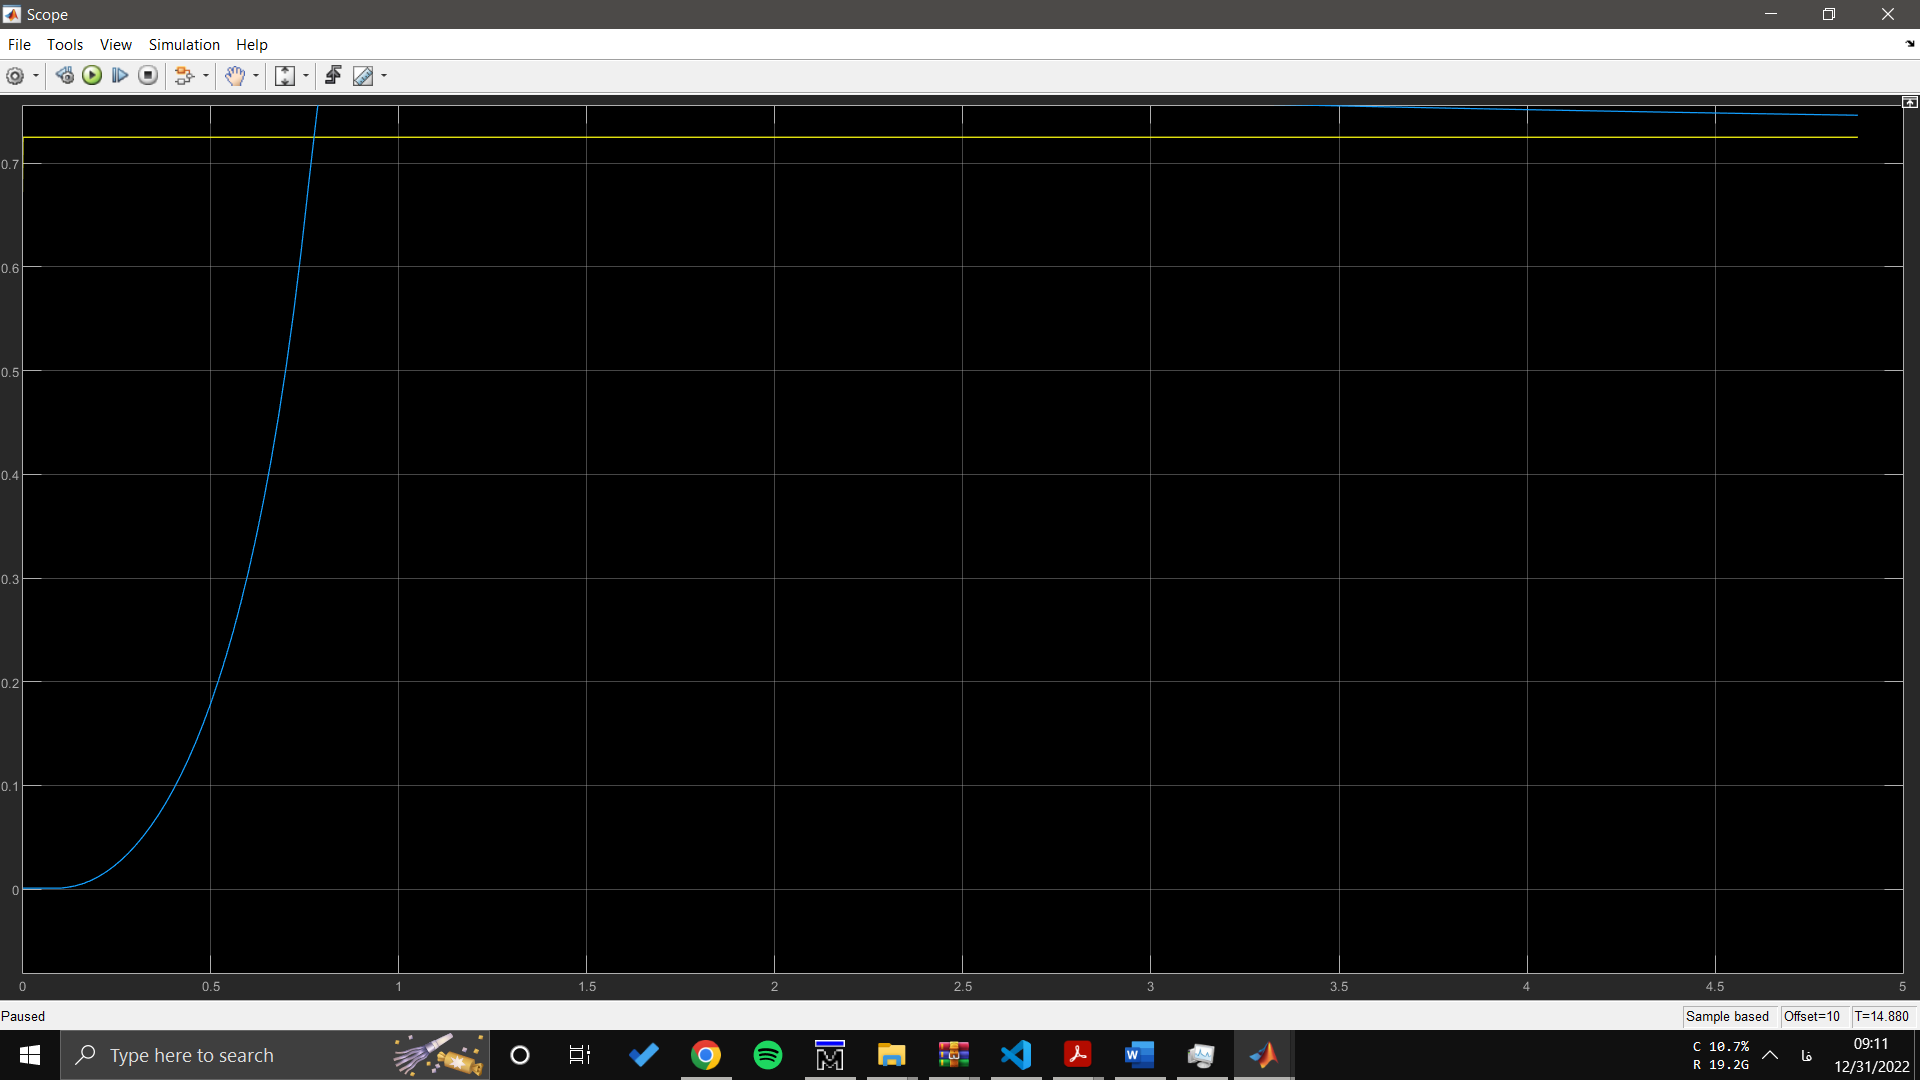 Scope
File Tools View Simulation Help
0.7
0.6
0.5
0.4
0.3
0.2
0.1
0
0 0.5 1 1.5 2 2.5 3 3.5 4 4.5 5
Paused Sample based Offset=10 T=14.880
Type here to search
C 10.7%
R 19.2G
فا
09:11
12/31/2022